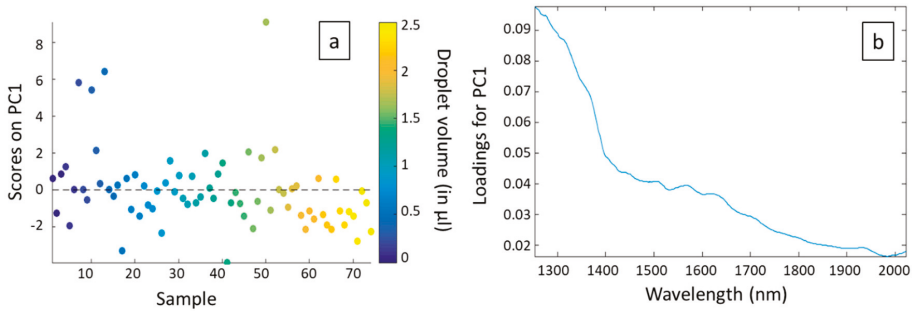 a
Scores on PC1
8
6
4
2
0
-2
10 20 30 40 50 60 70
Sample
2.5
2
1.5
1
0.5
0
Droplet volume (in µl)
b
Loadings for PC1
0.09
0.08
0.07
0.06
0.05
0.04
0.03
0.02
1300 1400 1500 1600 1700 1800 1900 2000
Wavelength (nm)